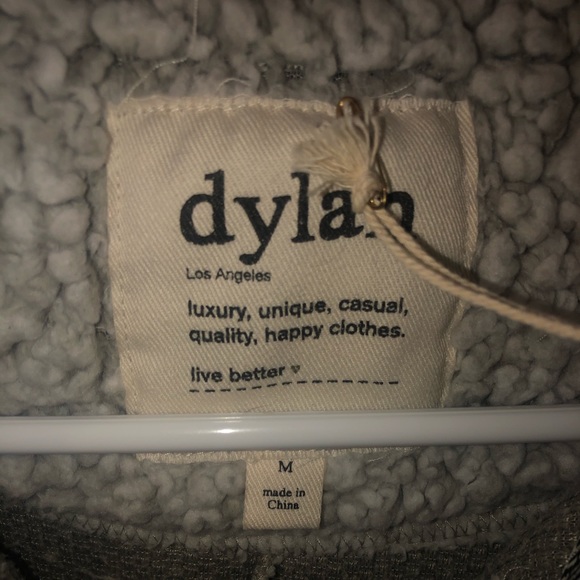 dylan
Los Angeles
luxury, unique, casual,
quality, happy clothes.
live better ♥
M
made in
China